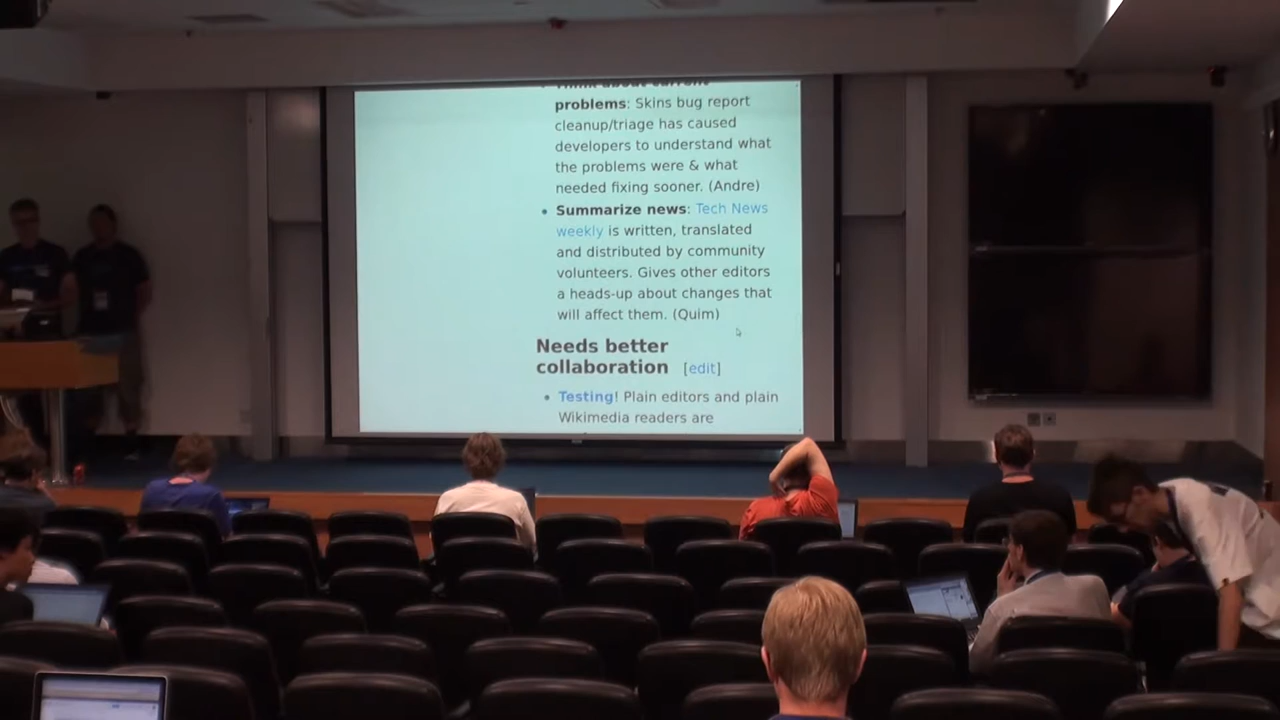 Think about current
problems: Skins bug report
cleanup/triage has caused
developers to understand what
the problems were & what
needed fixing sooner. (Andre)
Summarize news: Tech News
weekly is written, translated
and distributed by community
volunteers. Gives other editors
a heads-up about changes that
will affect them. (Quim)
Needs better
collaboration [edit]
Testing! Plain editors and plain
Wikimedia readers are